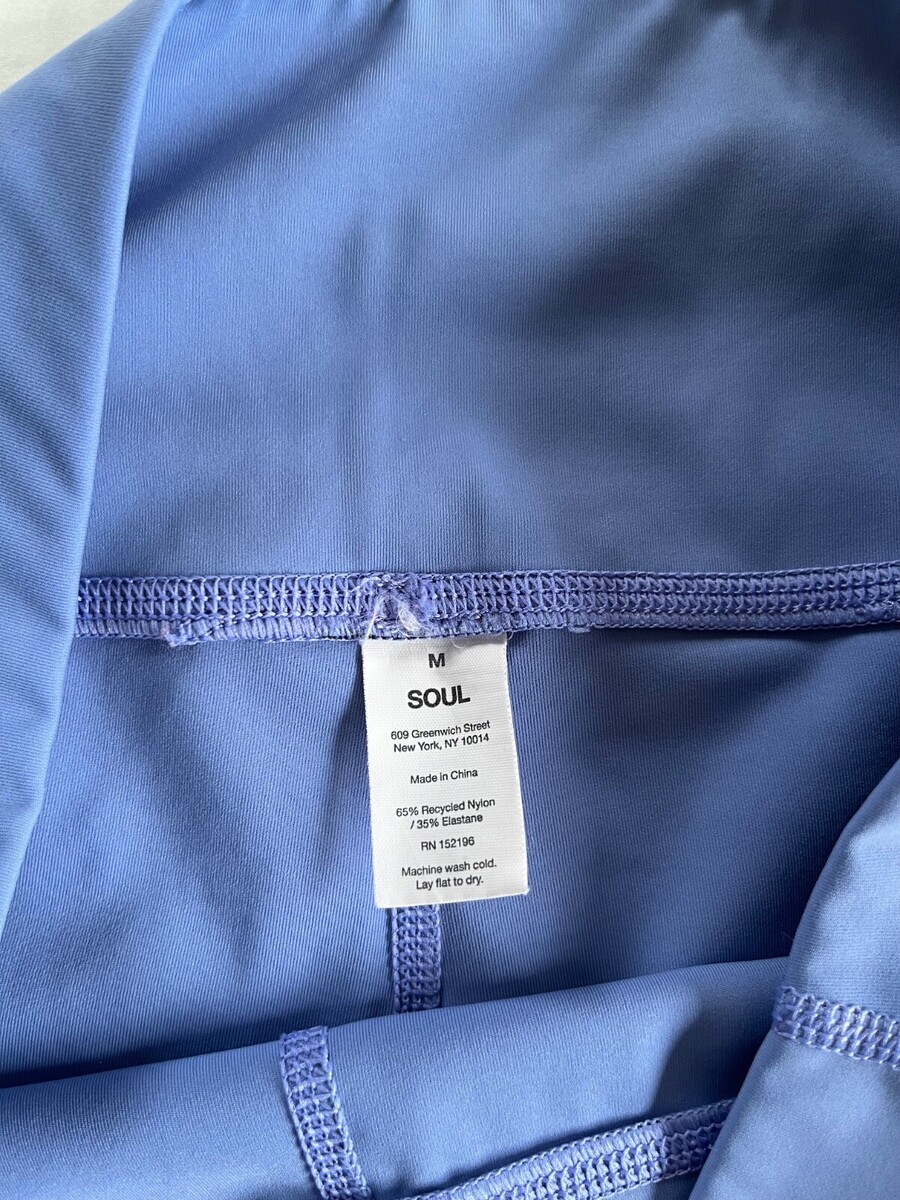 M
SOUL
609 Greenwich Street
New York, NY 10014
Made in China
65% Recycled Nylon
/ 35% Elastane
RN 152196
Machine wash cold.
Lay flat to dry.